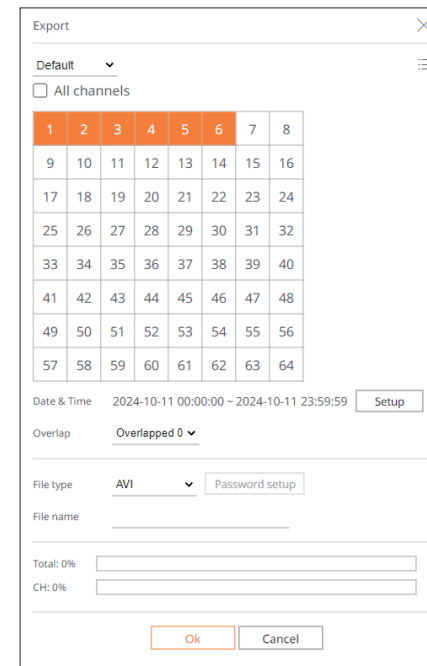 Export
Default
All channels
1 2 3 4 5 6 7 8
9 10 11 12 13 14 15 16
17 18 19 20 21 22 23 24
25 26 27 28 29 30 31 32
33 34 35 36 37 38 39 40
41 42 43 44 45 46 47 48
49 50 51 52 53 54 55 56
57 58 59 60 61 62 63 64
Date & Time 2024-10-11 00:00:00 ~ 2024-10-11 23:59:59 Setup
Overlap Overlapped 0
File type AVI Password setup
File name
Total: 0%
CH: 0%
Ok Cancel